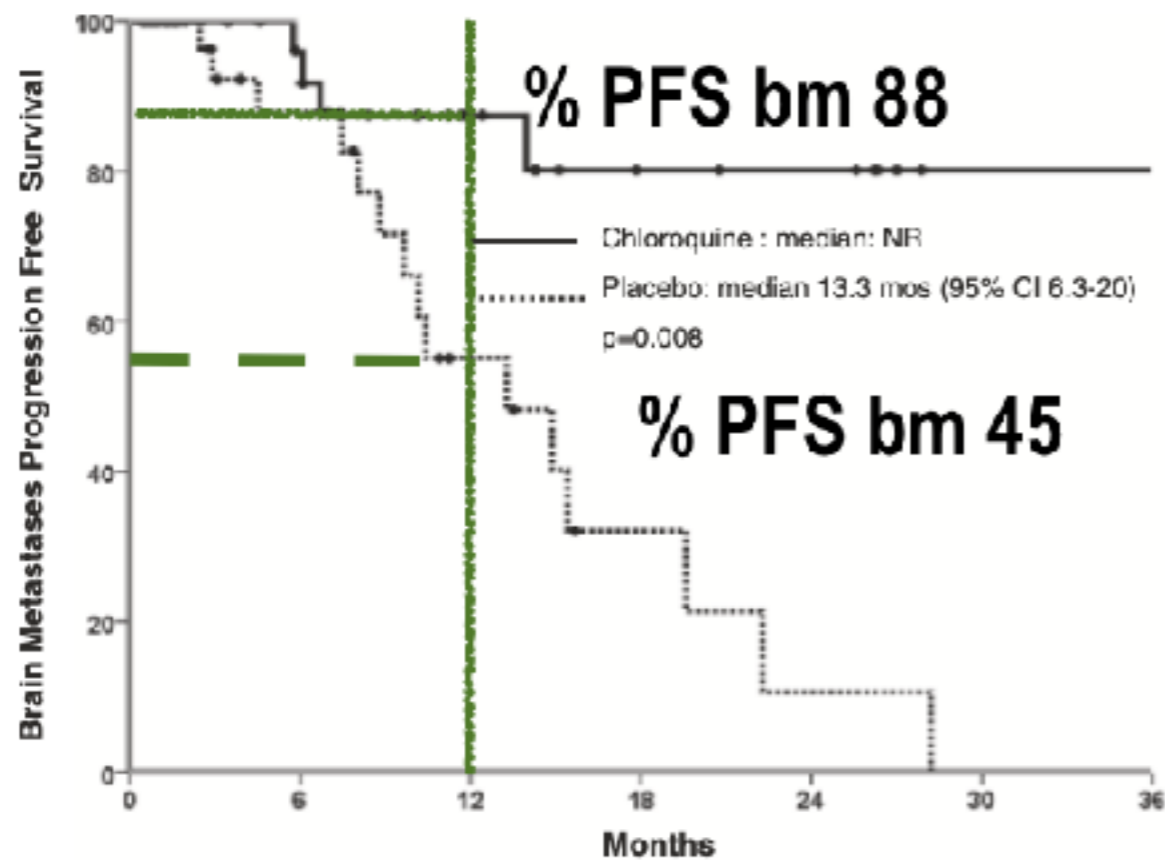 Brain Metastases Progression Free Survival
100
80
60
40
20
0
% PFS bm 88
Chloroquine : median: NR
Placebo: median 13.3 mos (95% CI 6.3-20)
p=0.008
% PFS bm 45
0 6 12 18 24 30 36
Months